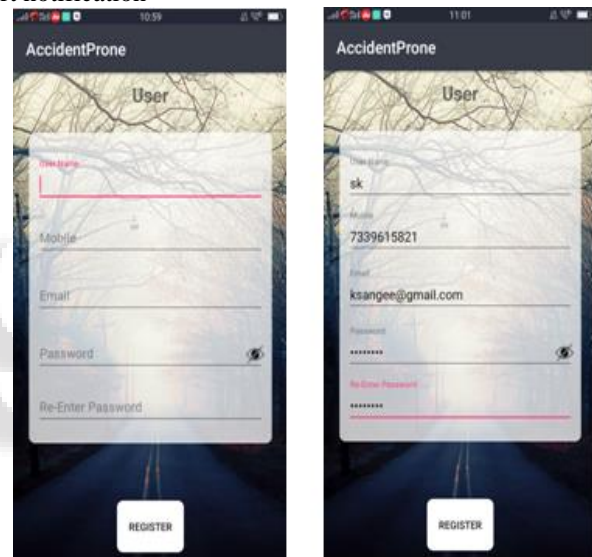 10:59
AccidentProne
User
User Name
Mobile
Email
Password
Re-Enter Password
REGISTER
11:01
AccidentProne
User
User Name
sk
Mobile
7339615821
Email
ksangee@gmail.com
Password
••••••••
Re-Enter Password
••••••••
REGISTER